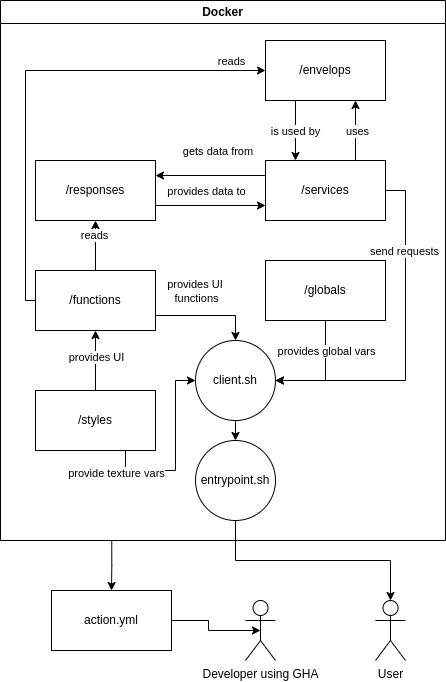 Docker
reads
/envelops
is used by
uses
gets data from
/responses
provides data to
/services
reads
send requests
/functions
provides UI
functions
/globals
provides UI
provides global vars
client.sh
/styles
provide texture vars
entrypoint.sh
action.yml
Developer using GHA
User